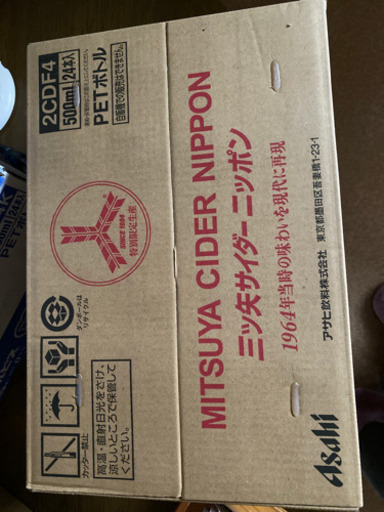 2CDF4
500ml 24本入
PETボトル
自販機での販売はできません。
SINCE 1884
特別限定生産
ダンボールは
リサイクル
カッター禁止
高温・直射日光をさけ、
涼しいところで保管して
ください。
MITSUYA CIDER NIPPON
三ツ矢サイダーニッポン
1964年当時の味わいを現代に再現
アサヒ飲料株式会社 東京都墨田区吾妻橋1-23-1
Asahi